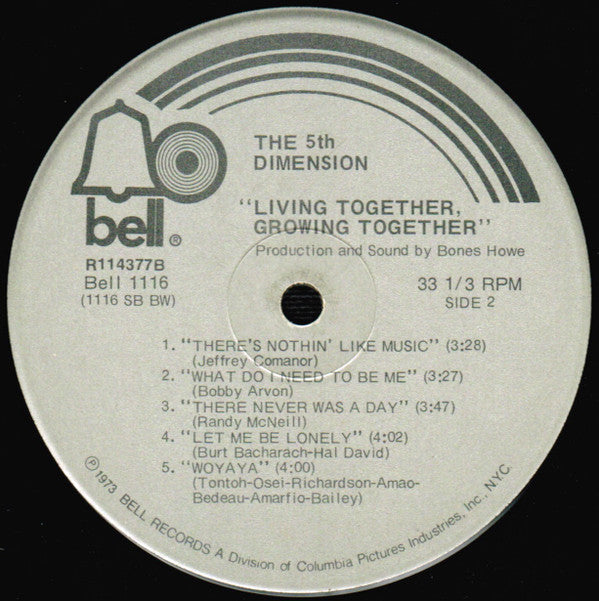 THE 5th
DIMENSION
bell®
"LIVING TOGETHER,
GROWING TOGETHER"
Production and Sound by Bones Howe
R114377B
Bell 1116
(1116 SB BW)
33 1/3 RPM
SIDE 2
1. "THERE'S NOTHIN' LIKE MUSIC" (3:28)
(Jeffrey Comanor)
2. "WHAT DO I NEED TO BE ME" (3:27)
(Bobby Arvon)
3. "THERE NEVER WAS A DAY" (3:47)
(Randy McNeill)
4. "LET ME BE LONELY" (4:02)
(Burt Bacharach-Hal David)
5. "WOYAYA" (4:00)
(Tontoh-Osei-Richardson-Amao-
Bedeau-Amarfio-Bailey)
℗1973 BELL RECORDS A Division of Columbia Pictures Industries, Inc., N.Y.C.